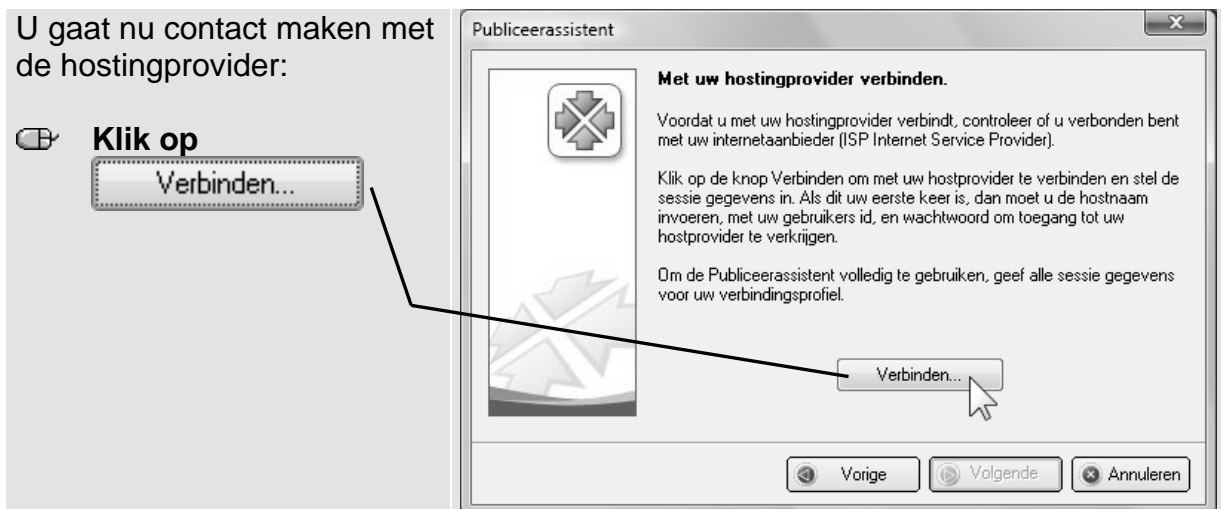 U gaat nu contact maken met
de hostingprovider:
Klik op
Verbinden...
Publiceerassistent
Met uw hostingprovider verbinden.
Voordat u met uw hostingprovider verbindt, controleer of u verbonden bent
met uw internetaanbieder (ISP Internet Service Provider).
Klik op de knop Verbinden om met uw hostprovider te verbinden en stel de
sessie gegevens in. Als dit uw eerste keer is, dan moet u de hostnaam
invoeren, met uw gebruikers id, en wachtwoord om toegang tot uw
hostprovider te verkrijgen.
Om de Publiceerassistent volledig te gebruiken, geef alle sessie gegevens
voor uw verbindingsprofiel.
Verbinden...
Vorige Volgende Annuleren